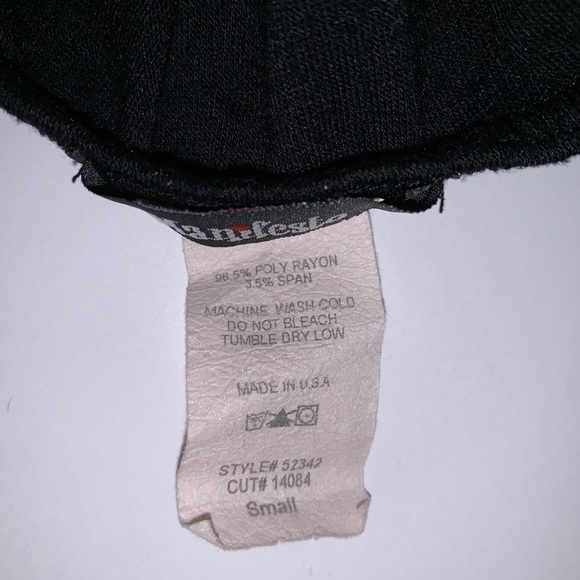 Manifesto
96.5% POLY RAYON
3.5% SPAN
MACHINE WASH COLD
DO NOT BLEACH
TUMBLE DRY LOW
MADE IN U.S.A
STYLE# 52342
CUT# 14084
Small